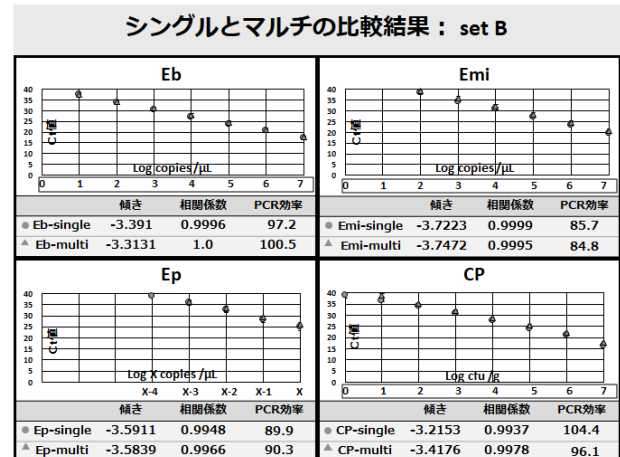 シングルとマルチの比較結果： set B
Eb
40
35
30
25
20
15
10
5
0
Ct値
Log copies /μL
0 1 2 3 4 5 6 7
傾き 相関係数 PCR効率
Eb-single -3.391 0.9996 97.2
Eb-multi -3.3131 1.0 100.5
Emi
40
35
30
25
20
15
10
5
0
Ct値
Log copies/μL
0 1 2 3 4 5 6 7
傾き 相関係数 PCR効率
Emi-single -3.7223 0.9999 85.7
Emi-multi -3.7472 0.9995 84.8
Ep
40
35
30
25
20
15
10
5
0
Ct値
Log X copies /μL
X-4 X-3 X-2 X-1 X
傾き 相関係数 PCR効率
Ep-single -3.5911 0.9948 89.9
Ep-multi -3.5839 0.9966 90.3
CP
40
35
30
25
20
15
10
5
0
Ct値
Log cfu /g
0 1 2 3 4 5 6 7
傾き 相関係数 PCR効率
CP-single -3.2153 0.9937 104.4
CP-multi -3.4176 0.9978 96.1